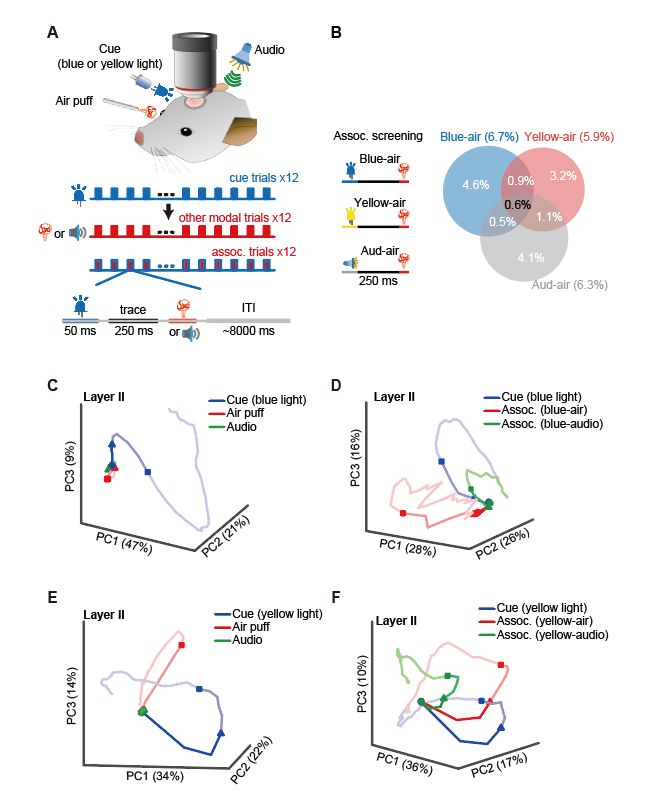 A
Cue
(blue or yellow light)
Audio
Air puff
cue trials x12
other modal trials x12
or
assoc. trials x12
trace
ITI
50 ms
250 ms
or
~8000 ms
B
Assoc. screening
Blue-air (6.7%)
Yellow-air (5.9%)
Blue-air
Yellow-air
Aud-air
250 ms
4.6%
0.9%
3.2%
0.6%
0.5%
1.1%
4.1%
Aud-air (6.3%)
C
Layer II
Cue (blue light)
Air puff
Audio
PC3 (9%)
PC1 (47%)
PC2 (21%)
D
Layer II
Cue (blue light)
Assoc. (blue-air)
Assoc. (blue-audio)
PC3 (16%)
PC1 (28%)
PC2 (26%)
E
Layer II
Cue (yellow light)
Air puff
Audio
PC3 (14%)
PC1 (34%)
PC2 (22%)
F
Layer II
Cue (yellow light)
Assoc. (yellow-air)
Assoc. (yellow-audio)
PC3 (10%)
PC1 (36%)
PC2 (17%)